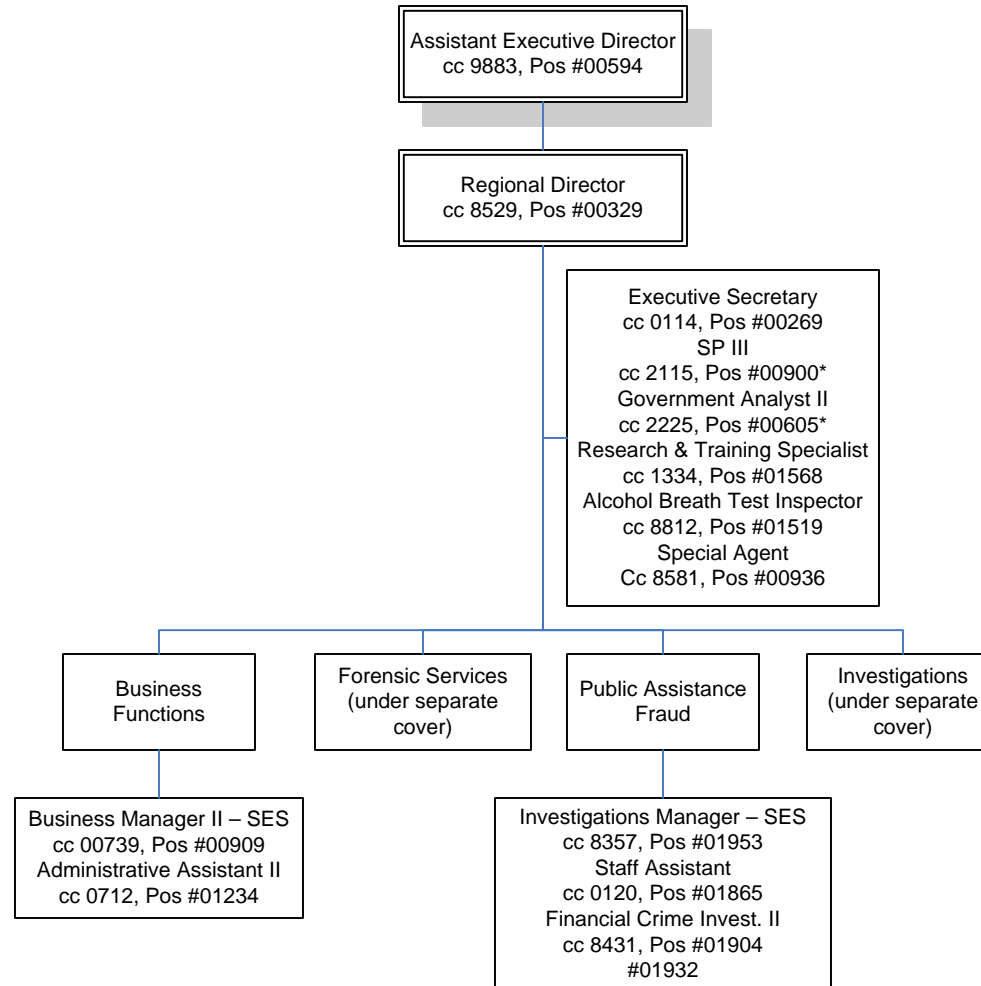 Assistant Executive Director
cc 9883, Pos #00594
Regional Director
cc 8529, Pos #00329
Executive Secretary
cc 0114, Pos #00269
SP III
cc 2115, Pos #00900*
Government Analyst II
cc 2225, Pos #00605*
Research & Training Specialist
cc 1334, Pos #01568
Alcohol Breath Test Inspector
cc 8812, Pos #01519
Special Agent
Cc 8581, Pos #00936
Business
Functions
Forensic Services
(under separate
cover)
Public Assistance
Fraud
Investigations
(under separate
cover)
Business Manager II – SES
cc 00739, Pos #00909
Administrative Assistant II
cc 0712, Pos #01234
Investigations Manager – SES
cc 8357, Pos #01953
Staff Assistant
cc 0120, Pos #01865
Financial Crime Invest. II
cc 8431, Pos #01904
#01932